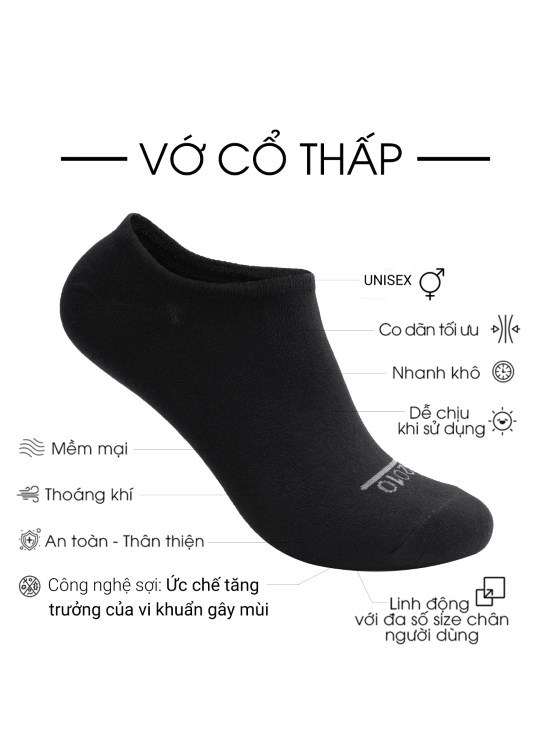 VỚ CỔ THẤP
UNISEX
Co dãn tối ưu
Nhanh khô
Dễ chịu
khi sử dụng
Mềm mại
Thoáng khí
2010
An toàn - Thân thiện
Công nghệ sợi: Ức chế tăng
trưởng của vi khuẩn gây mùi
Linh động
với đa số size chân
người dùng